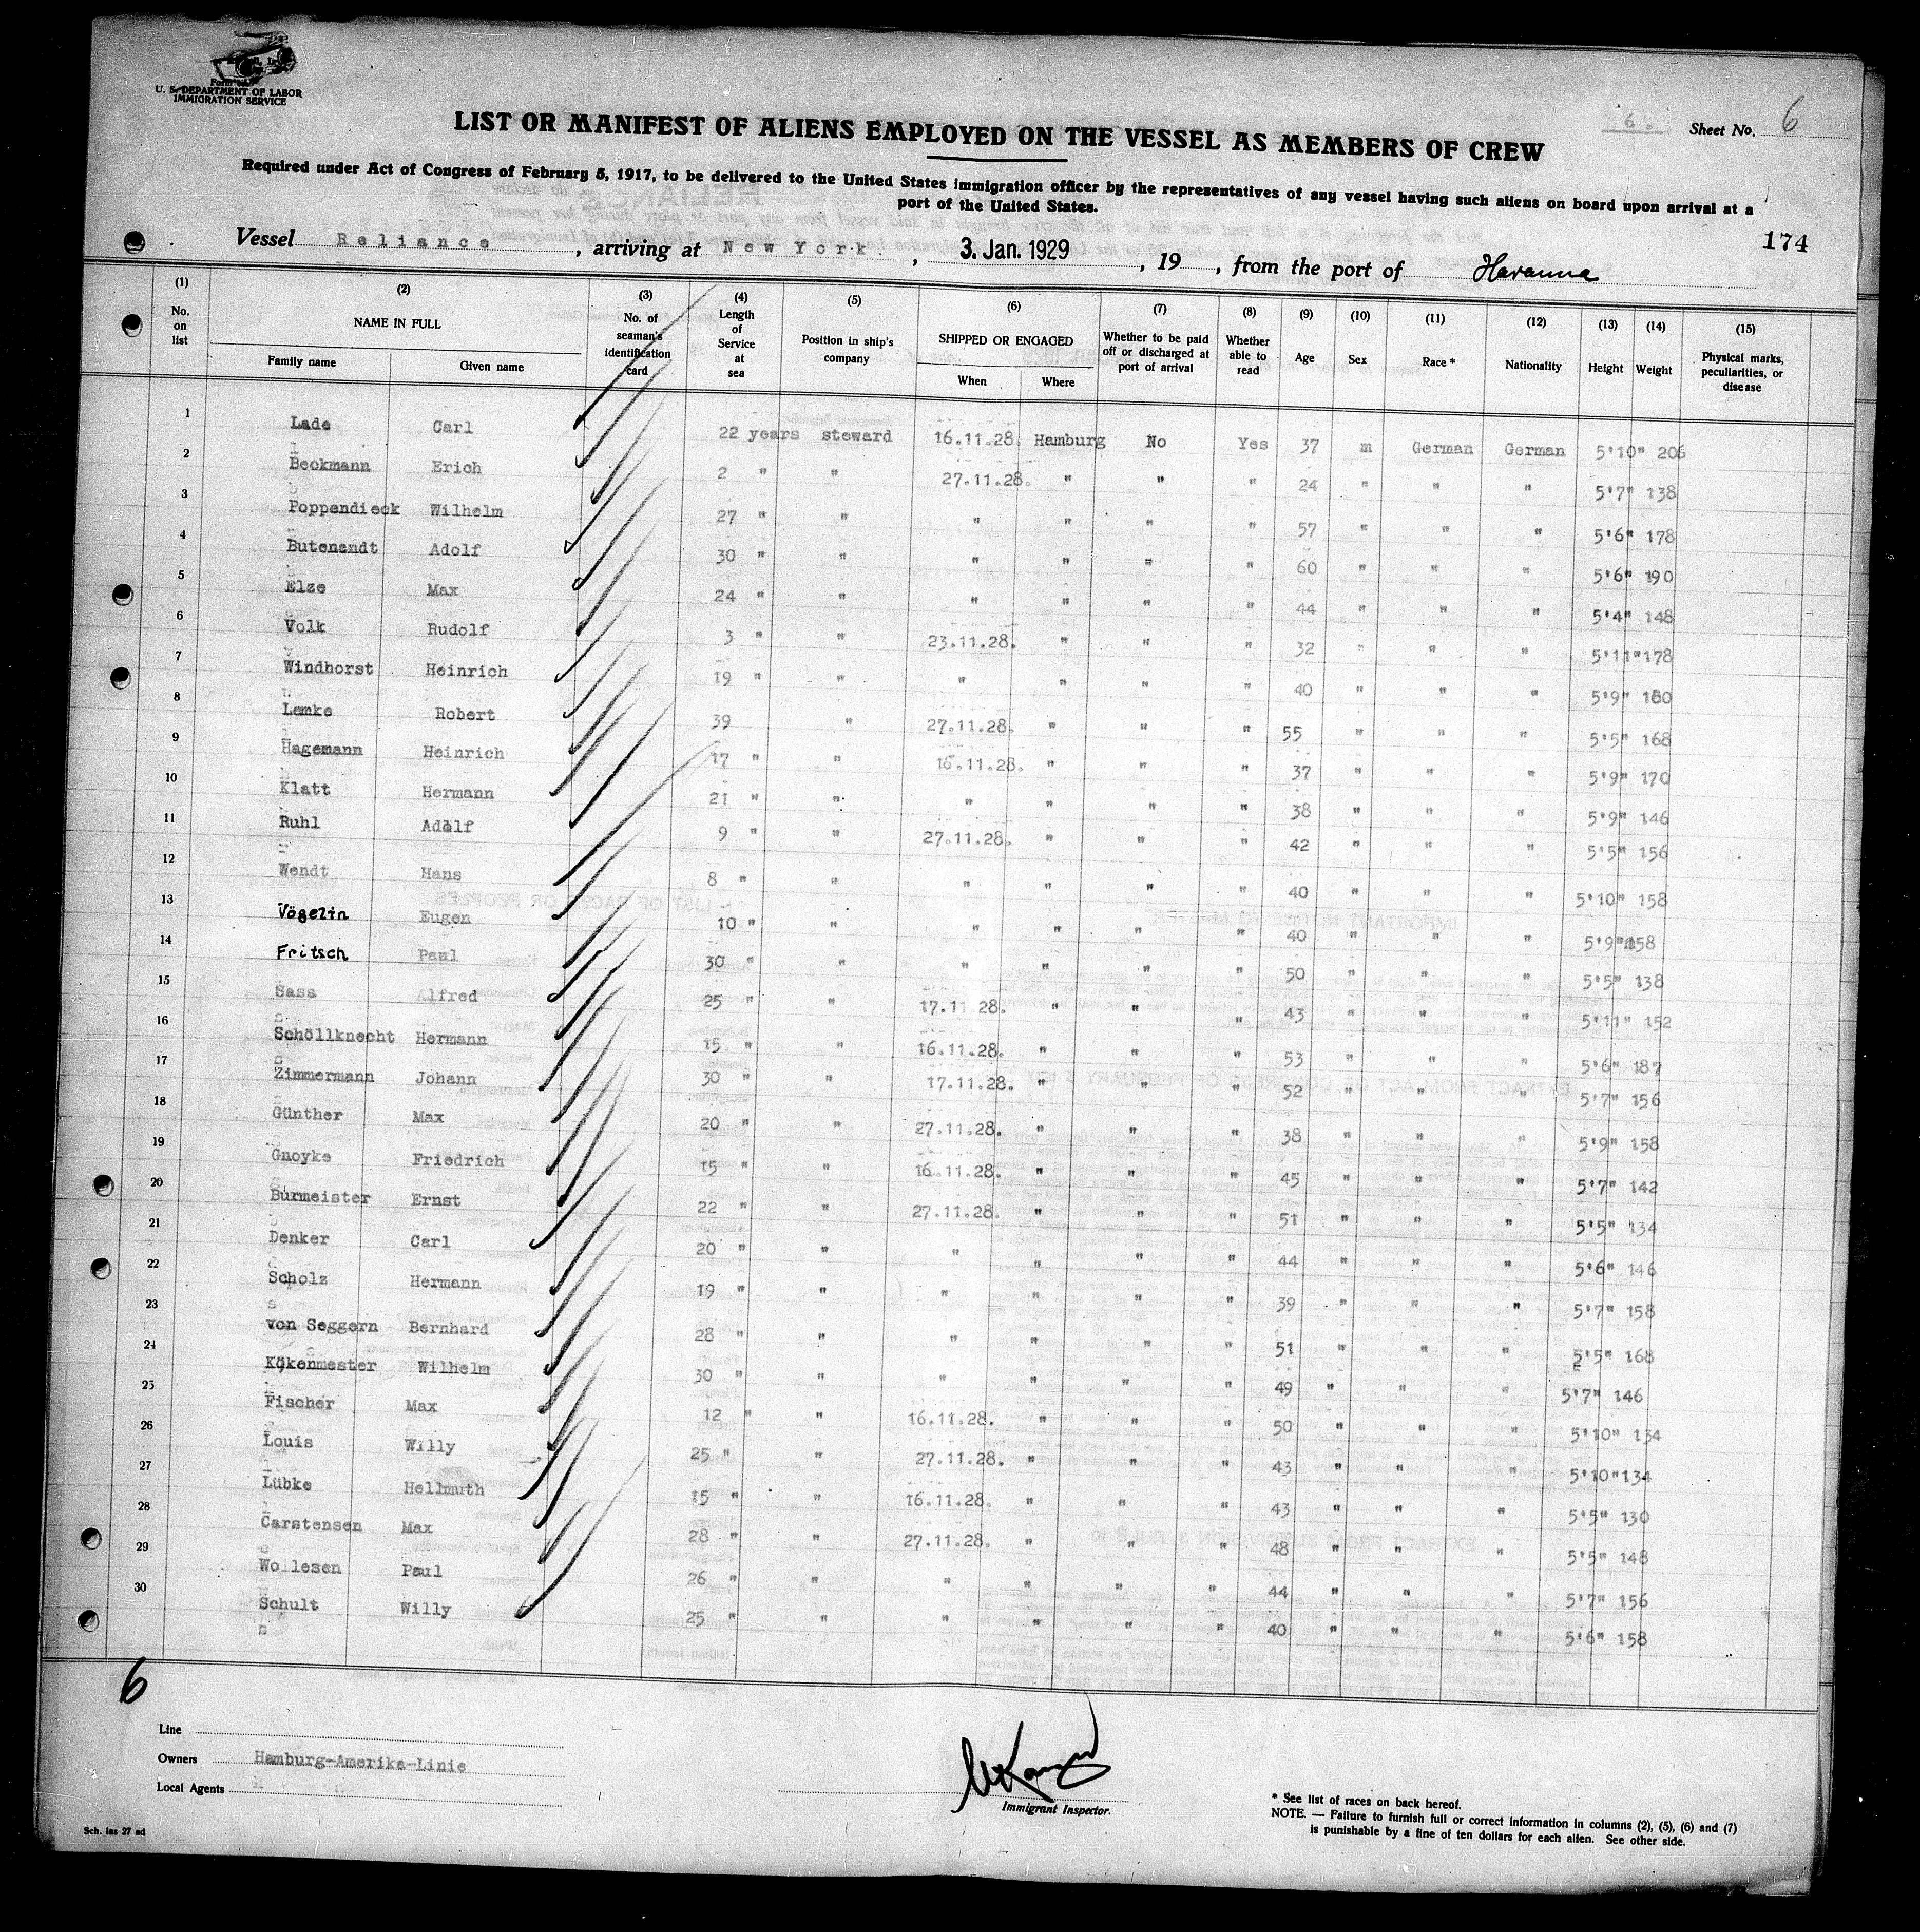 U. S. DEPARTMENT OF LABOR
IMMIGRATION SERVICE
6.
Sheet No. 6
LIST OR MANIFEST OF ALIENS EMPLOYED ON THE VESSEL AS MEMBERS OF CREW
Required under Act of Congress of February 5, 1917, to be delivered to the United States immigration officer by the representatives of any vessel having such aliens on board upon arrival at a
port of the United States.
174
Vessel Reliance, arriving at New York, 3. Jan. 1929, 19 , from the port of Havanna
(1) (2) (3) (4) (5) (6) (7) (8) (9) (10) (11) (12) (13) (14) (15)
No. on list NAME IN FULL Family name Given name No. of seaman's identification card Length of Service at sea Position in ship's company SHIPPED OR ENGAGED When Where Whether to be paid off or discharged at port of arrival Whether able to read Age Sex Race * Nationality Height Weight Physical marks, peculiarities, or disease
1 Lade Carl 22 years steward 16.11.28. Hamburg No Yes 37 m German German 5'10" 206
2 Beckmann Erich 2 " " 27.11.28. " " " 24 " " " 5'7" 138
3 Poppendieck Wilhelm 27 " " " " " " 57 " " " 5'6" 178
4 Butenandt Adolf 30 " " " " " " 60 " " " 5'6" 190
5 Elze Max 24 " " " " " " 44 " " " 5'4" 148
6 Volk Rudolf 3 " " 23.11.28. " " " 32 " " " 5'11" 178
7 Windhorst Heinrich 19 " " " " " " 40 " " " 5'9" 180
8 Lemke Robert 39 " 27.11.28. " " " 55 " " " 5'5" 168
9 Hagemann Heinrich 17 " " 16.11.28. " " " 37 " " " 5'9" 170
10 Klatt Hermann 21 " " " " " " 38 " " " 5'9" 146
11 Ruhl Adolf 9 " " 27.11.28. " " " 42 " " " 5'5" 156
12 Wendt Hans 8 " " " " " " 40 " " " 5'10" 158
13 Vögelin Eugen 10 " " " " " " 40 " " " 5'9" 158
14 Fritsch Paul 30 " " " " " " 50 " " " 5'5" 138
15 Sass Alfred 25 " " 17.11.28. " " " 43 " " " 5'11" 152
16 Schöllknecht Hermann 15 " " 16.11.28. " " " 53 " " " 5'6" 187
17 Zimmermann Johann 30 " " 17.11.28. " " " 52 " " " 5'7" 156
18 Günther Max 20 " " 27.11.28. " " " 38 " " " 5'9" 158
19 Gnoyke Friedrich 15 " " 16.11.28. " " " 45 " " " 5'7" 142
20 Burmeister Ernst 22 " " 27.11.28. " " " 51 " " " 5'5" 134
21 Denker Carl 20 " " " " " " 44 " " " 5'6" 146
22 Scholz Hermann 19 " " " " " " 39 " " " 5'7" 158
23 von Seggern Bernhard 28 " " " " " " 51 " " " 5'5" 168
24 Kökenmester Wilhelm 30 " " " " " " 49 " " " 5'7" 146
25 Fischer Max 12 " " 16.11.28. " " " 50 " " " 5'10" 134
26 Louis Willy 25 " " 27.11.28. " " " 43 " " " 5'10" 134
27 Lübke Hellmuth 15 " " 16.11.28. " " " 43 " " " 5'5" 130
28 Carstensen Max 28 " " 27.11.28. " " " 48 " " " 5'5" 148
29 Wollesen Paul 26 " " " " " " 44 " " " 5'7" 156
30 Schult Willy 25 " " " " " " 40 " " " 5'6" 158
6
Line
Owners Hamburg-Amerika-Linie
Local Agents
Immigrant Inspector.
* See list of races on back hereof.
NOTE. — Failure to furnish full or correct information in columns (2), (5), (6) and (7)
is punishable by a fine of ten dollars for each alien. See other side.
Sch. las 27 ad